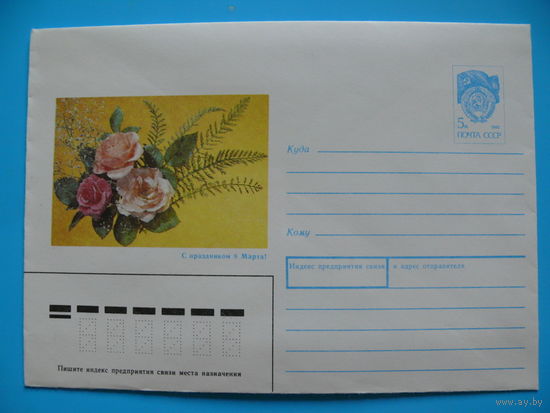 5к
ПОЧТА СССР
Куда
С праздником 8 Марта!
Кому
Индекс предприятия связи и адрес отправителя
Пишите индекс предприятия связи места назначения
www.ay.by